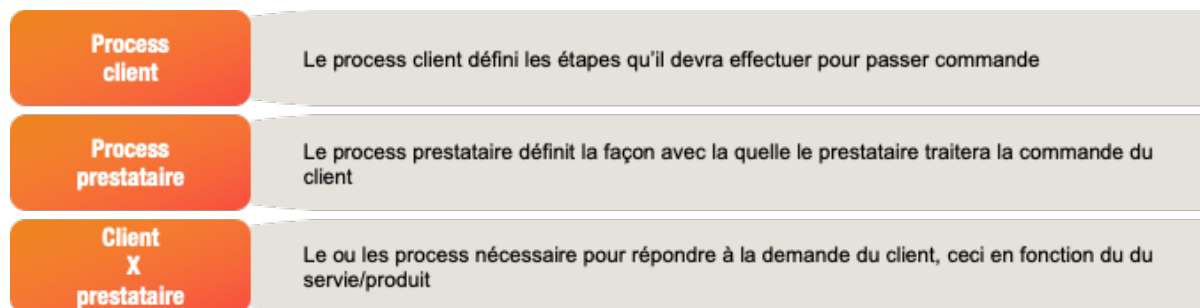 Process
client
Le process client défini les étapes qu'il devra effectuer pour passer commande
Process
prestataire
Le process prestataire définit la façon avec la quelle le prestataire traitera la commande du
client
Client
X
prestataire
Le ou les process nécessaire pour répondre à la demande du client, ceci en fonction du du
servie/produit